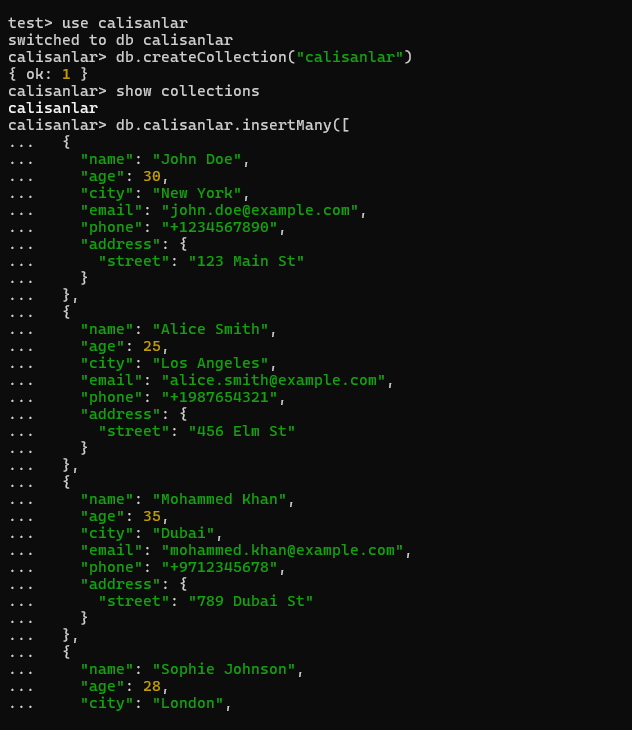 test> use calisanlar
switched to db calisanlar
calisanlar> db.createCollection("calisanlar")
{ ok: 1 }
calisanlar> show collections
calisanlar
calisanlar> db.calisanlar.insertMany([
...   {
...     "name": "John Doe",
...     "age": 30,
...     "city": "New York",
...     "email": "john.doe@example.com",
...     "phone": "+1234567890",
...     "address": {
...       "street": "123 Main St"
...     }
...   },
...   {
...     "name": "Alice Smith",
...     "age": 25,
...     "city": "Los Angeles",
...     "email": "alice.smith@example.com",
...     "phone": "+1987654321",
...     "address": {
...       "street": "456 Elm St"
...     }
...   },
...   {
...     "name": "Mohammed Khan",
...     "age": 35,
...     "city": "Dubai",
...     "email": "mohammed.khan@example.com",
...     "phone": "+9712345678",
...     "address": {
...       "street": "789 Dubai St"
...     }
...   },
...   {
...     "name": "Sophie Johnson",
...     "age": 28,
...     "city": "London",